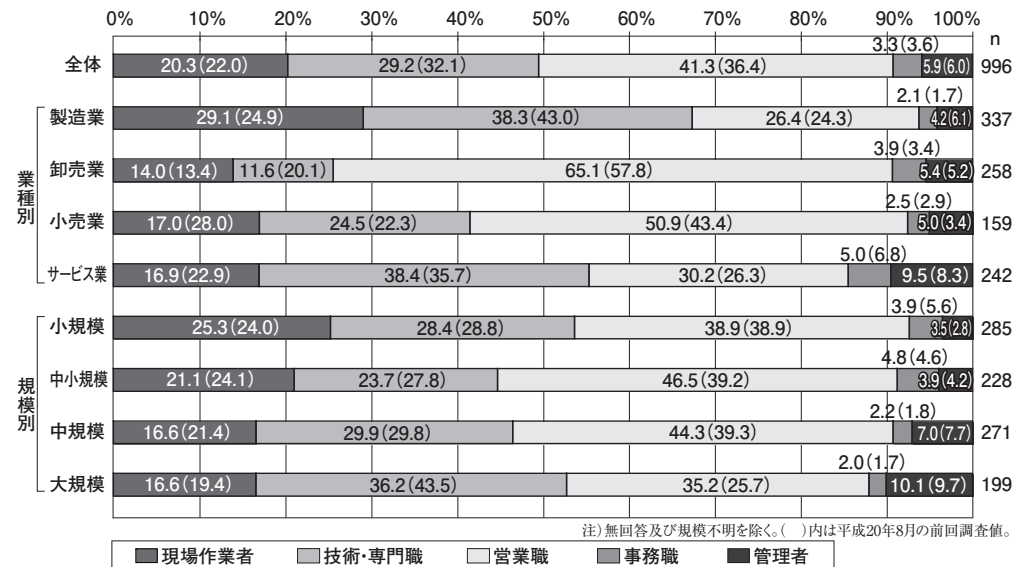 0% 10% 20% 30% 40% 50% 60% 70% 80% 90% 100%
n
3.3(3.6)
全体 20.3(22.0) 29.2(32.1) 41.3(36.4) 5.9(6.0) 996
2.1(1.7)
製造業 29.1(24.9) 38.3(43.0) 26.4(24.3) 4.2(6.1) 337
3.9(3.4)
卸売業 14.0(13.4) 11.6(20.1) 65.1(57.8) 5.4(5.2) 258
業種別
2.5(2.9)
小売業 17.0(28.0) 24.5(22.3) 50.9(43.4) 5.0(3.4) 159
5.0(6.8)
サービス業 16.9(22.9) 38.4(35.7) 30.2(26.3) 9.5(8.3) 242
3.9(5.6)
小規模 25.3(24.0) 28.4(28.8) 38.9(38.9) 3.5(2.8) 285
4.8(4.6)
中小規模 21.1(24.1) 23.7(27.8) 46.5(39.2) 3.9(4.2) 228
規模別
2.2(1.8)
中規模 16.6(21.4) 29.9(29.8) 44.3(39.3) 7.0(7.7) 271
2.0(1.7)
大規模 16.6(19.4) 36.2(43.5) 35.2(25.7) 10.1(9.7) 199
注)無回答及び規模不明を除く。( )内は平成20年8月の前回調査値。
現場作業者 技術・専門職 営業職 事務職 管理者